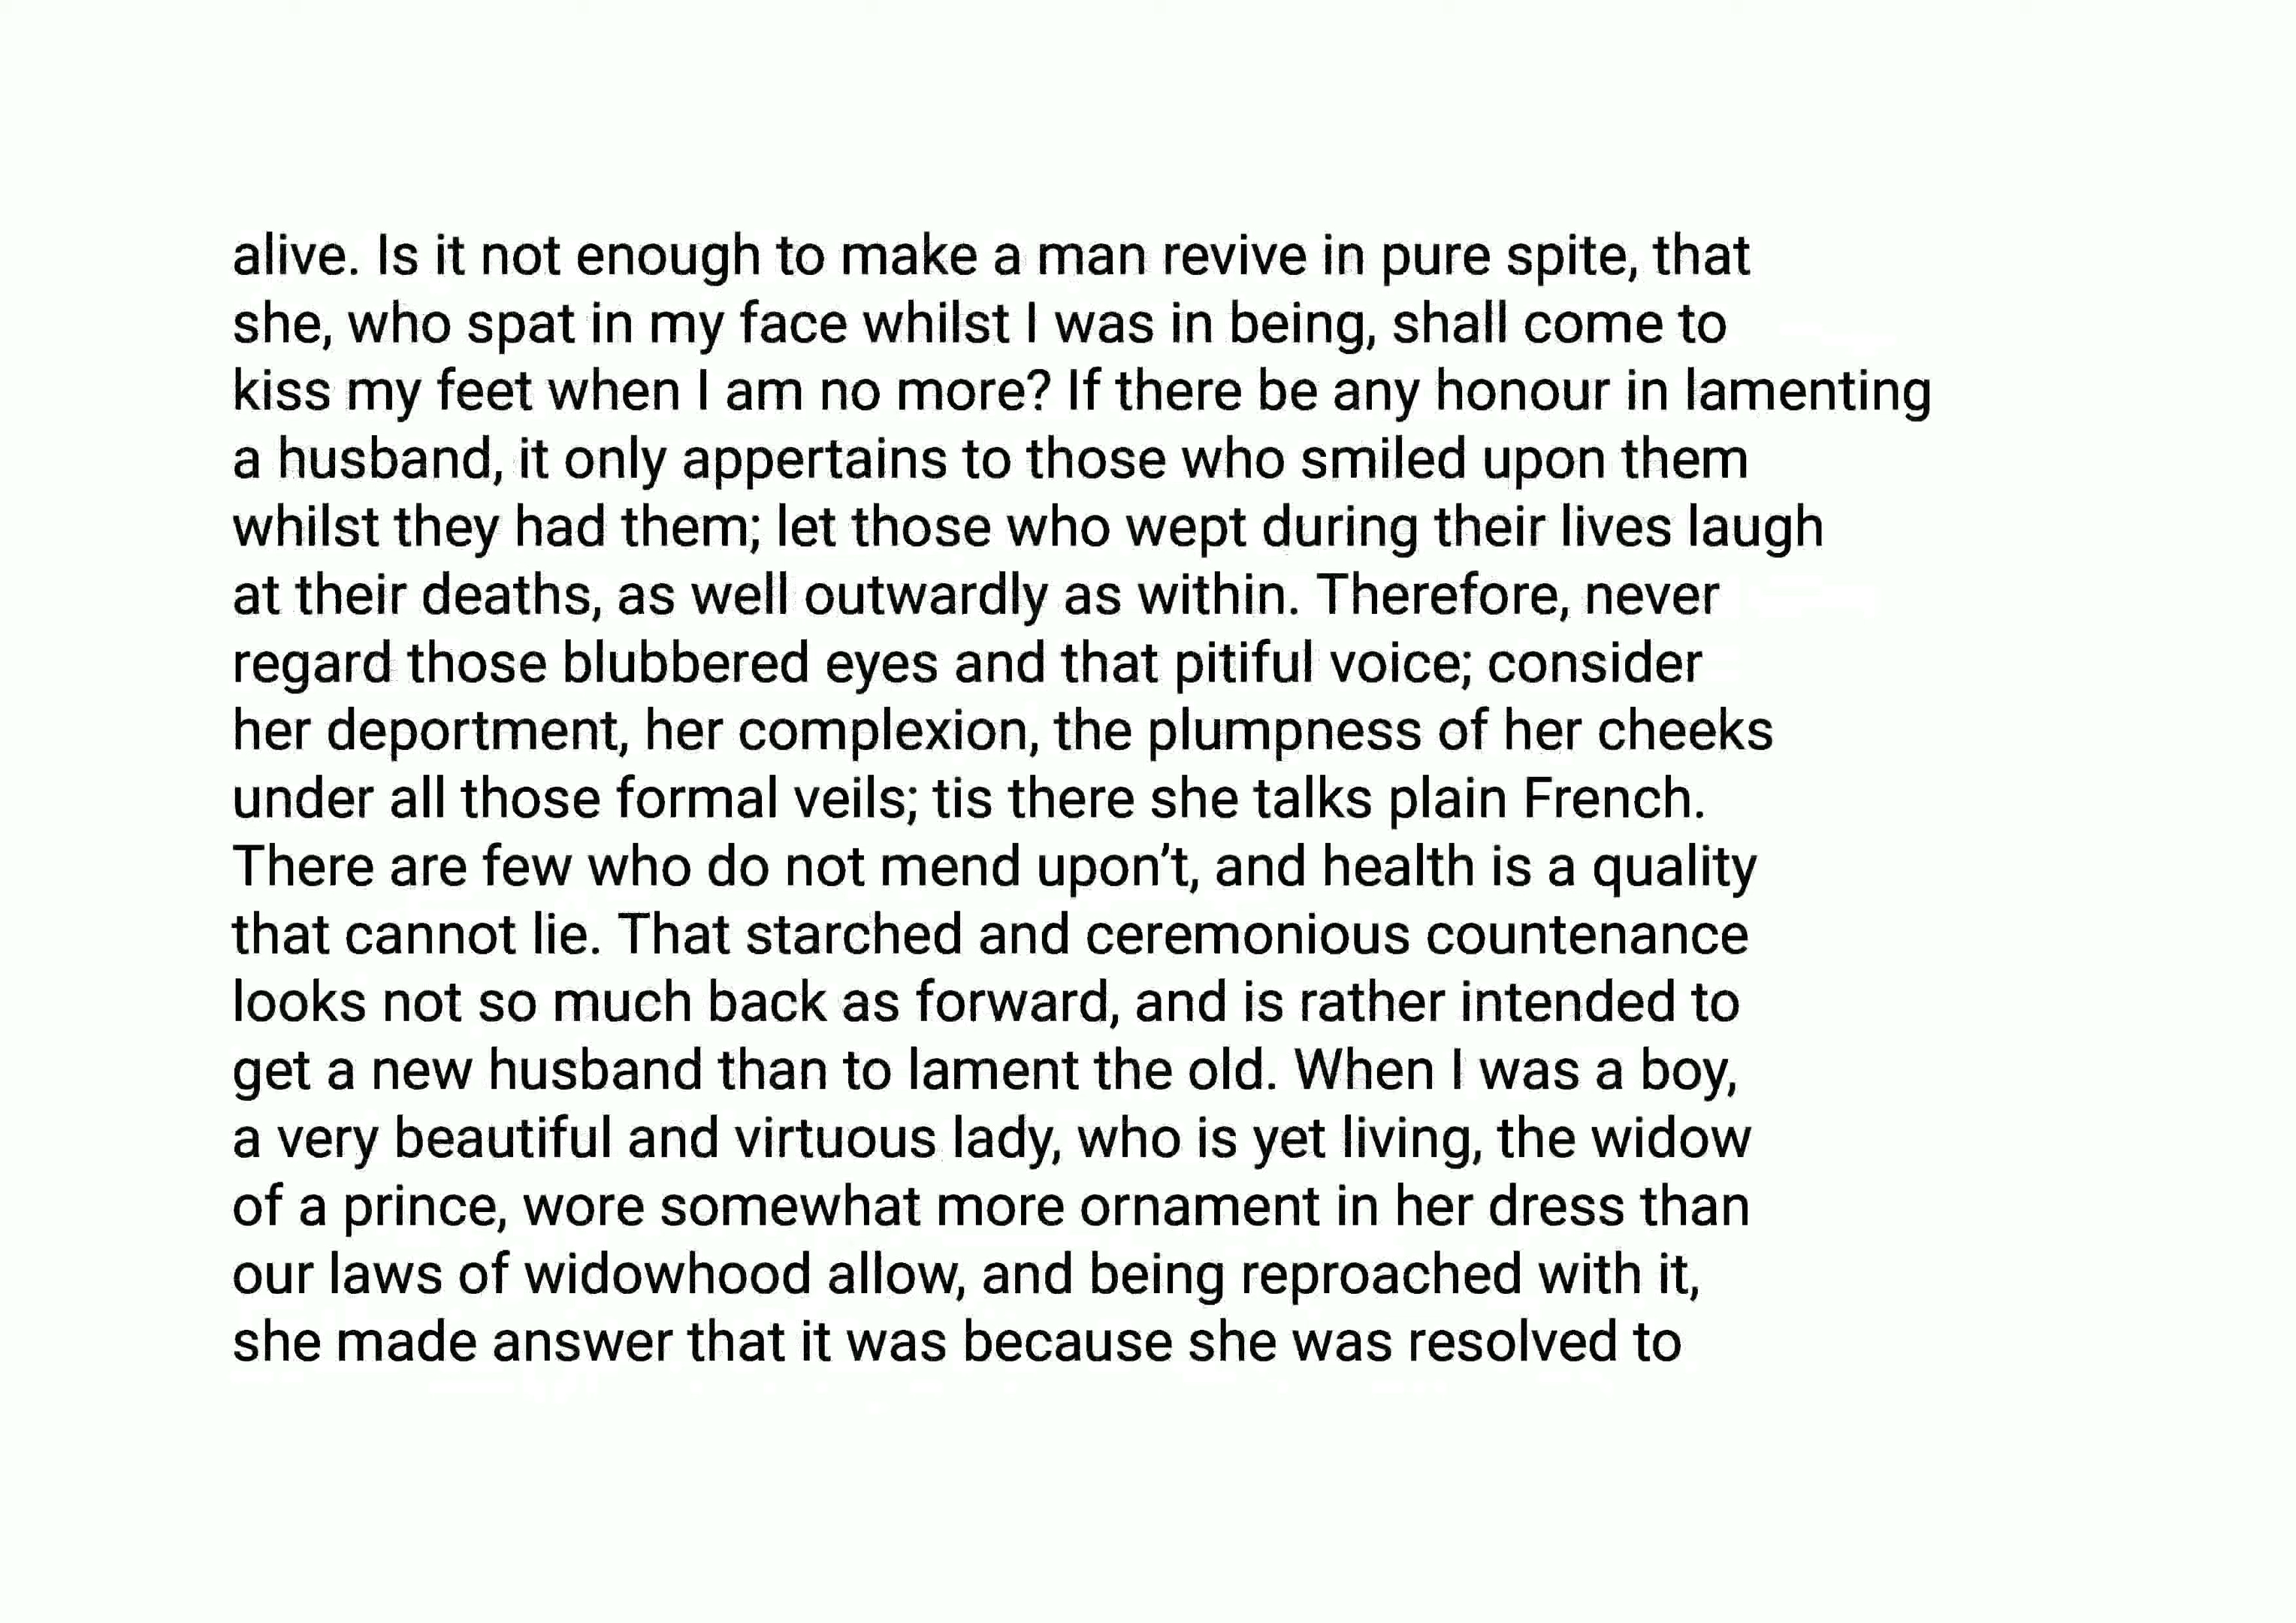 alive. Is it not enough to make a man revive in pure spite, that
she, who spat in my face whilst I was in being, shall come to
kiss my feet when I am no more? If there be any honour in lamenting
a husband, it only appertains to those who smiled upon them
whilst they had them; let those who wept during their lives laugh
at their deaths, as well outwardly as within. Therefore, never
regard those blubbered eyes and that pitiful voice; consider
her deportment, her complexion, the plumpness of her cheeks
under all those formal veils; tis there she talks plain French.
There are few who do not mend upon’t, and health is a quality
that cannot lie. That starched and ceremonious countenance
looks not so much back as forward, and is rather intended to
get a new husband than to lament the old. When I was a boy,
a very beautiful and virtuous lady, who is yet living, the widow
of a prince, wore somewhat more ornament in her dress than
our laws of widowhood allow, and being reproached with it,
she made answer that it was because she was resolved to